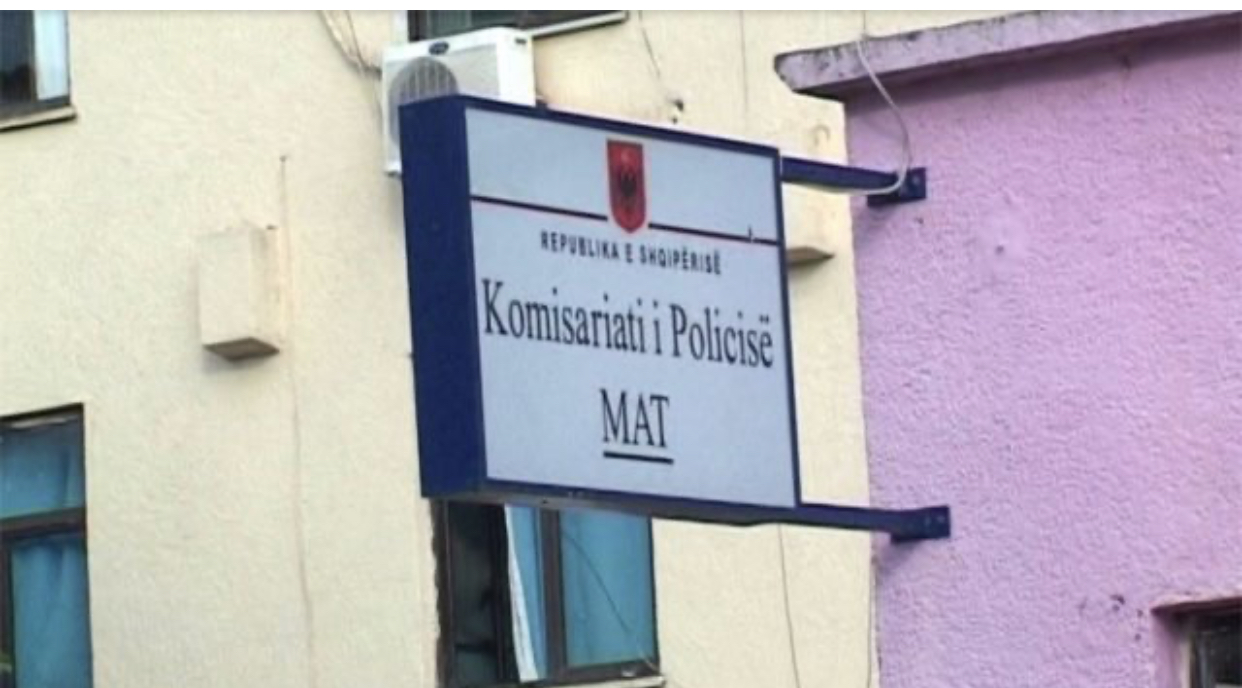 REPUBLIKA E SHQIPËRISË
Komisariati i Policisë
MAT